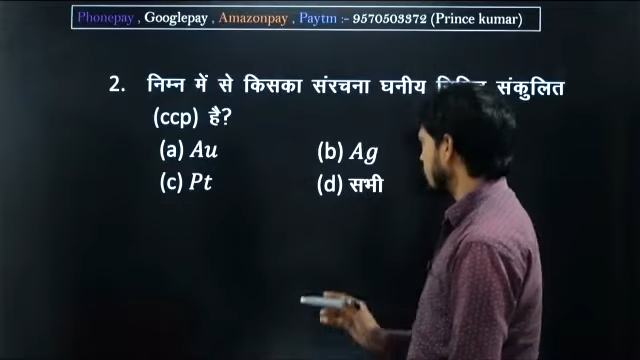 Phonepay , Googlepay , Amazonpay , Paytm :- 9570503372 (Prince kumar)
2. निम्न में से किसका संरचना घनीय संकुलित
(ccp) है?
(a) Au (b) Ag
(c) Pt (d) सभी